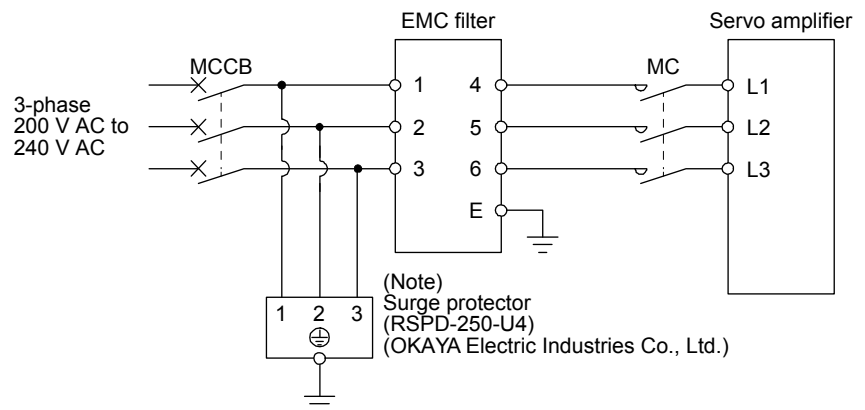 EMC filter
Servo amplifier
MCCB
MC
3-phase
200 V AC to
240 V AC
1
4
L1
2
5
L2
3
6
L3
E
(Note)
Surge protector
(RSPD-250-U4)
(OKAYA Electric Industries Co., Ltd.)
1 2 3